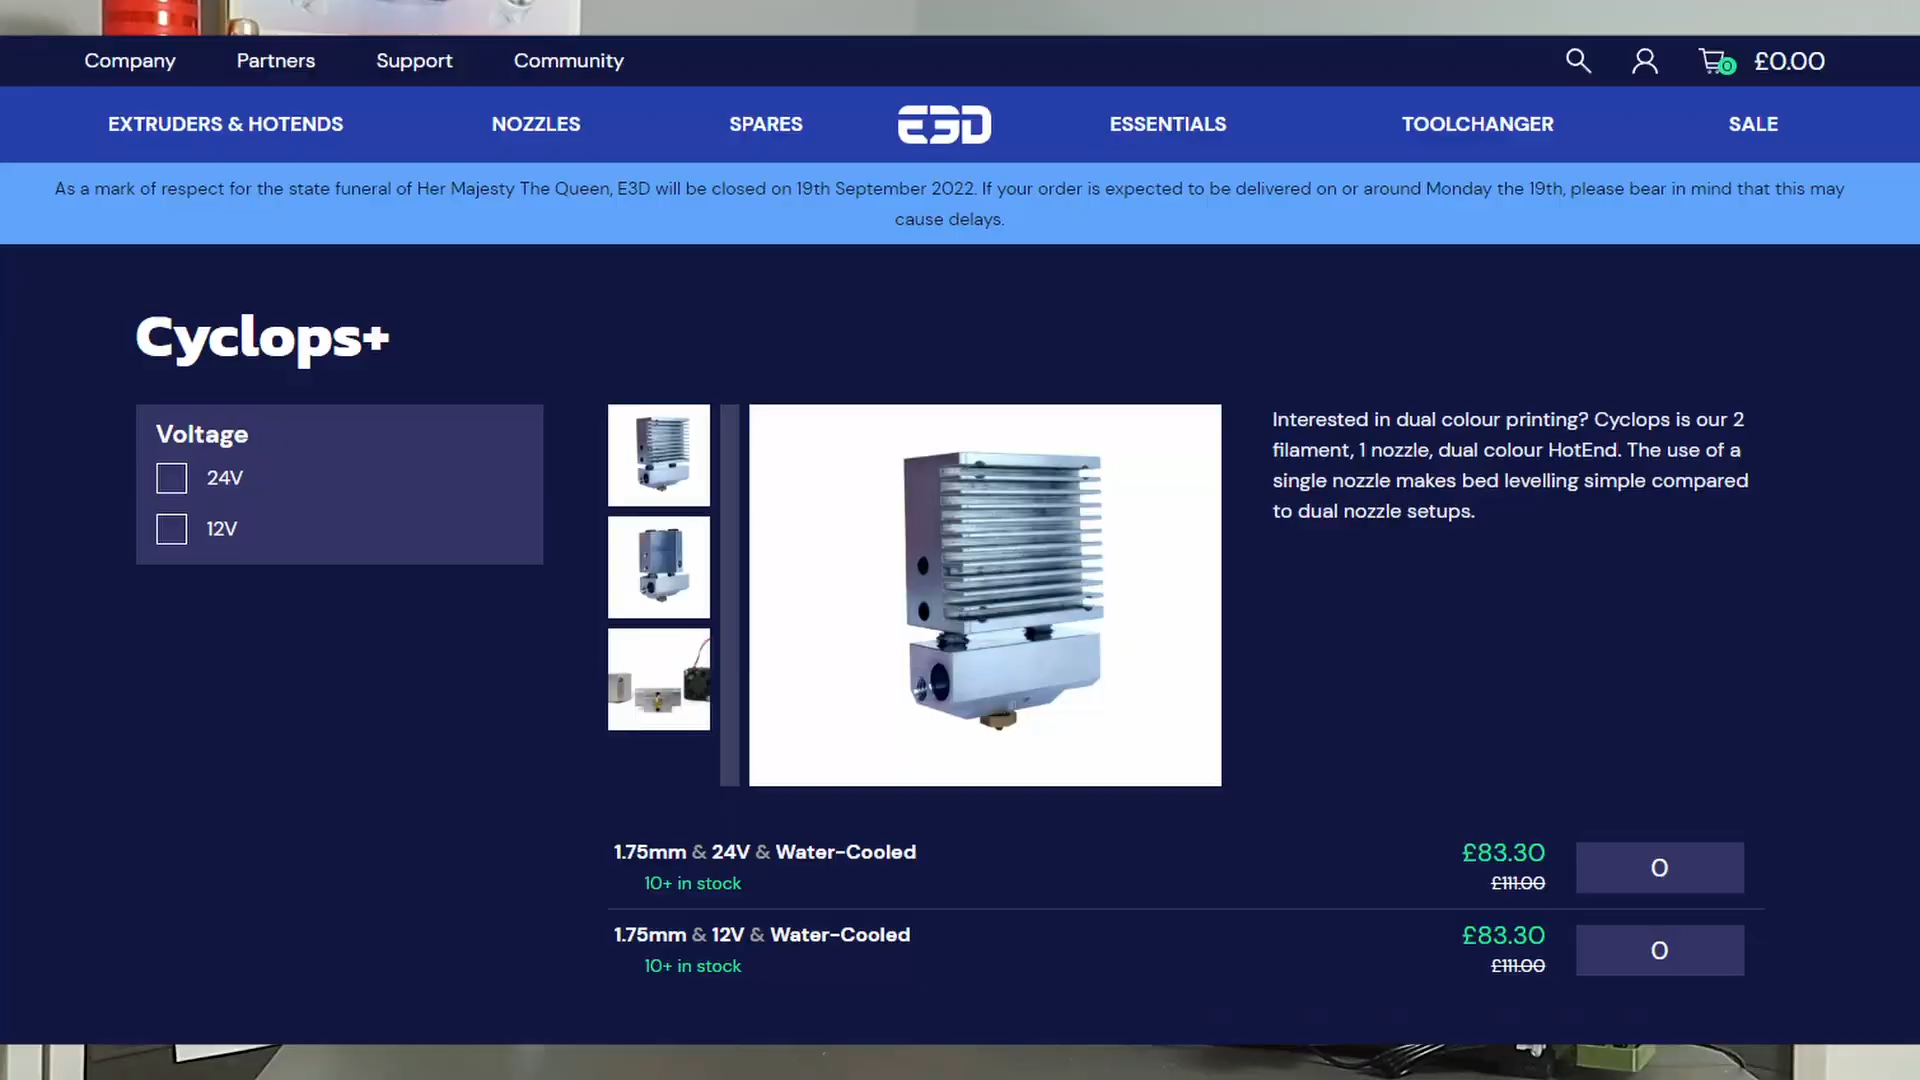 Company Partners Support Community 0 £0.00
EXTRUDERS & HOTENDS NOZZLES SPARES E3D ESSENTIALS TOOLCHANGER SALE
As a mark of respect for the state funeral of Her Majesty The Queen, E3D will be closed on 19th September 2022. If your order is expected to be delivered on or around Monday the 19th, please bear in mind that this may
cause delays.
Cyclops+
Voltage
24V
12V
Interested in dual colour printing? Cyclops is our 2
filament, 1 nozzle, dual colour HotEnd. The use of a
single nozzle makes bed levelling simple compared
to dual nozzle setups.
1.75mm & 24V & Water-Cooled £83.30 0
10+ in stock £111.00
1.75mm & 12V & Water-Cooled £83.30 0
10+ in stock £111.00